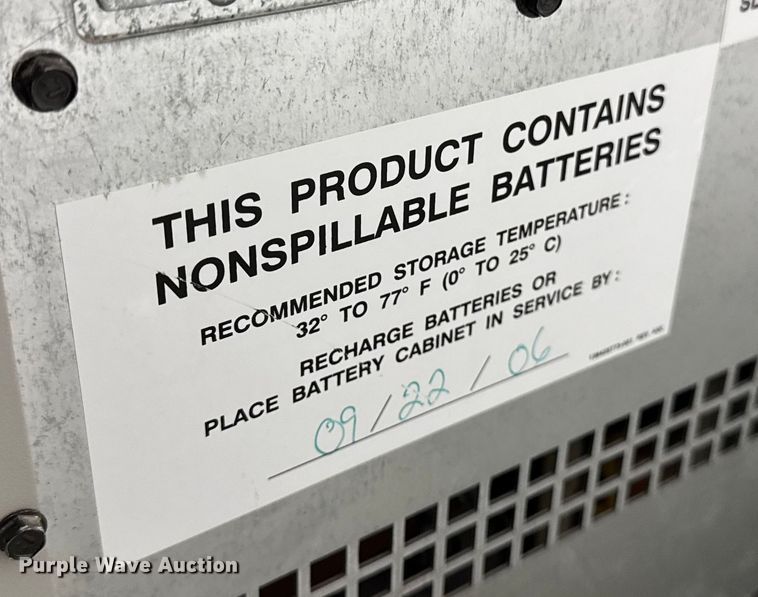 THIS PRODUCT CONTAINS
NONSPILLABLE BATTERIES
RECOMMENDED STORAGE TEMPERATURE:
32° TO 77° F (0° TO 25° C)
RECHARGE BATTERIES OR
PLACE BATTERY CABINET IN SERVICE BY:
09/22/06
Purple Wave Auction